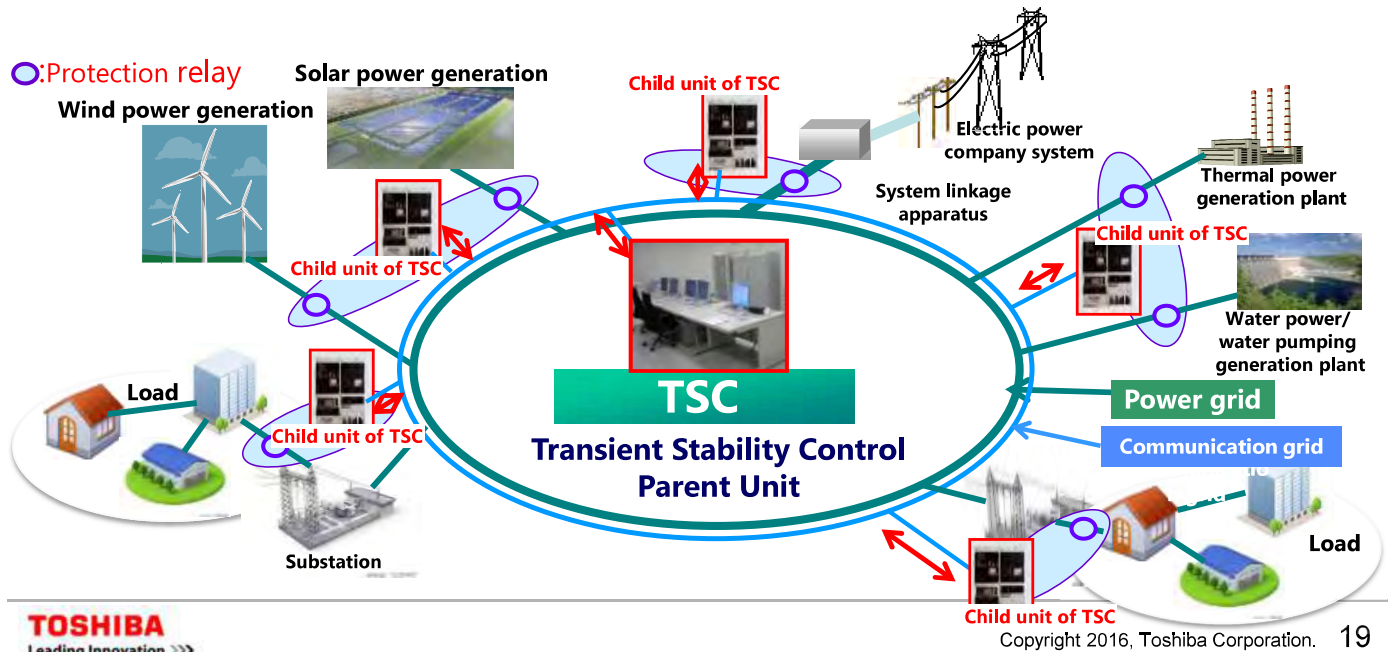 :Protection relay
Solar power generation
Wind power generation
Child unit of TSC
Electric power
company system
System linkage
apparatus
Thermal power
generation plant
Child unit of TSC
Child unit of TSC
Water power/
water pumping
generation plant
Load
Child unit of TSC
TSC
Transient Stability Control
Parent Unit
Power grid
Communication grid
Substation
Load
Child unit of TSC
TOSHIBA
Leading Innovation >>>
Copyright 2016, Toshiba Corporation. 19